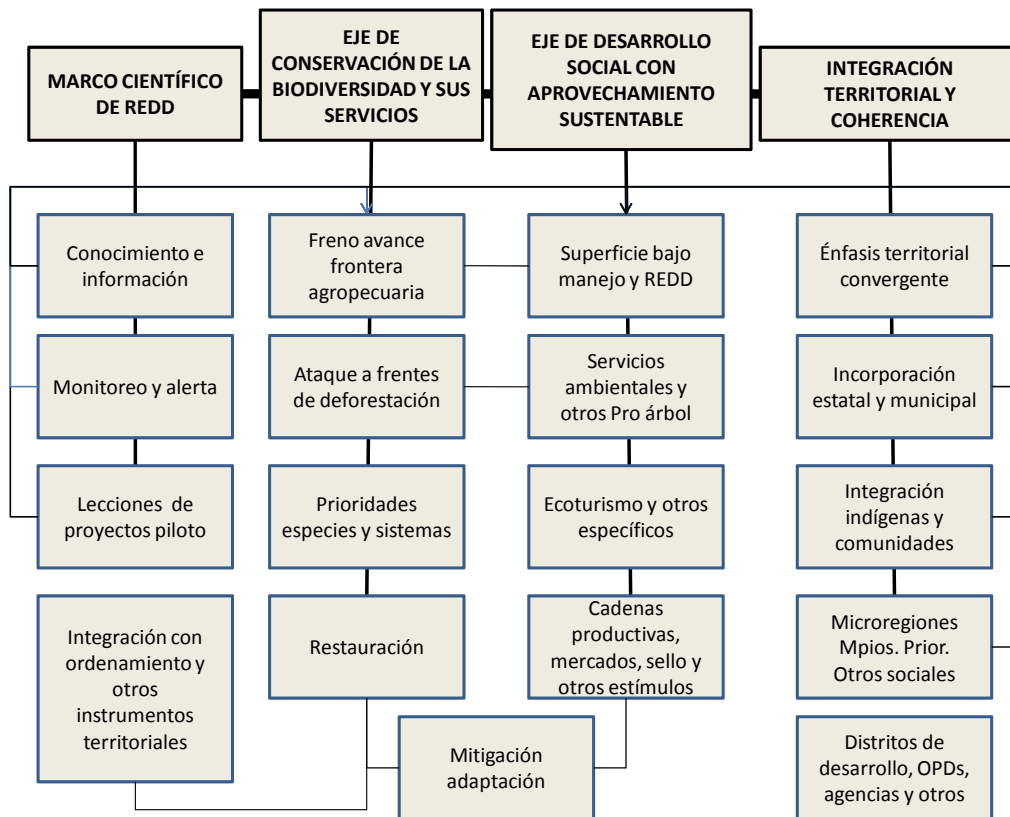 MARCO CIENTÍFICO
DE REDD
EJE DE
CONSERVACIÓN DE LA
BIODIVERSIDAD Y SUS
SERVICIOS
EJE DE DESARROLLO
SOCIAL CON
APROVECHAMIENTO
SUSTENTABLE
INTEGRACIÓN
TERRITORIAL Y
COHERENCIA
Conocimiento e
información
Freno avance
frontera
agropecuaria
Superficie bajo
manejo y REDD
Énfasis territorial
convergente
Monitoreo y alerta
Ataque a frentes
de deforestación
Servicios
ambientales y
otros Pro árbol
Incorporación
estatal y municipal
Lecciones de
proyectos piloto
Prioridades
especies y sistemas
Ecoturismo y otros
específicos
Integración
indígenas y
comunidades
Integración con
ordenamiento y
otros
instrumentos
territoriales
Restauración
Cadenas
productivas,
mercados, sello y
otros estímulos
Microregiones
Mpios. Prior.
Otros sociales
Mitigación
adaptación
Distritos de
desarrollo, OPDs,
agencias y otros